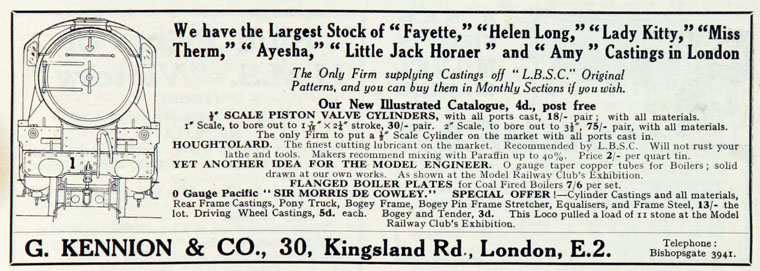 We have the Largest Stock of "Fayette," "Helen Long," "Lady Kitty," "Miss
Therm," "Ayesha," "Little Jack Horner" and "Amy" Castings in London
The Only Firm supplying Castings off "L.B.S.C." Original
Patterns, and you can buy them in Monthly Sections if you wish.
Our New Illustrated Catalogue, 4d., post free
½" SCALE PISTON VALVE CYLINDERS, with all ports cast, 18/- pair; with all materials.
1" Scale, to bore out to 1 7/16" × 2¼" stroke, 30/- pair. 2" Scale, to bore out to 3½", 75/- pair, with all materials.
The only Firm to put a ½" Scale Cylinder on the market with all ports cast in.
HOUGHTOLARD. The finest cutting lubricant on the market. Recommended by L.B.S.C. Will not rust your
lathe and tools. Makers recommend mixing with Paraffin up to 40%. Price 2/- per quart tin.
YET ANOTHER IDEA FOR THE MODEL ENGINEER. O gauge taper copper tubes for Boilers; solid
drawn at our own works. As shown at the Model Railway Club's Exhibition.
FLANGED BOILER PLATES for Coal Fired Boilers 7/6 per set.
0 Gauge Pacific "SIR MORRIS DE COWLEY." SPECIAL OFFER:—Cylinder Castings and all materials,
Rear Frame Castings, Pony Truck, Bogey Frame, Bogey Pin Frame Stretcher, Equalisers, and Frame Steel, 13/- the
lot. Driving Wheel Castings, 5d. each. Bogey and Tender, 3d. This Loco pulled a load of 11 stone at the Model
Railway Club's Exhibition.
1
G. KENNION & CO., 30, Kingsland Rd., London, E.2.
Telephone:
Bishopsgate 3941.